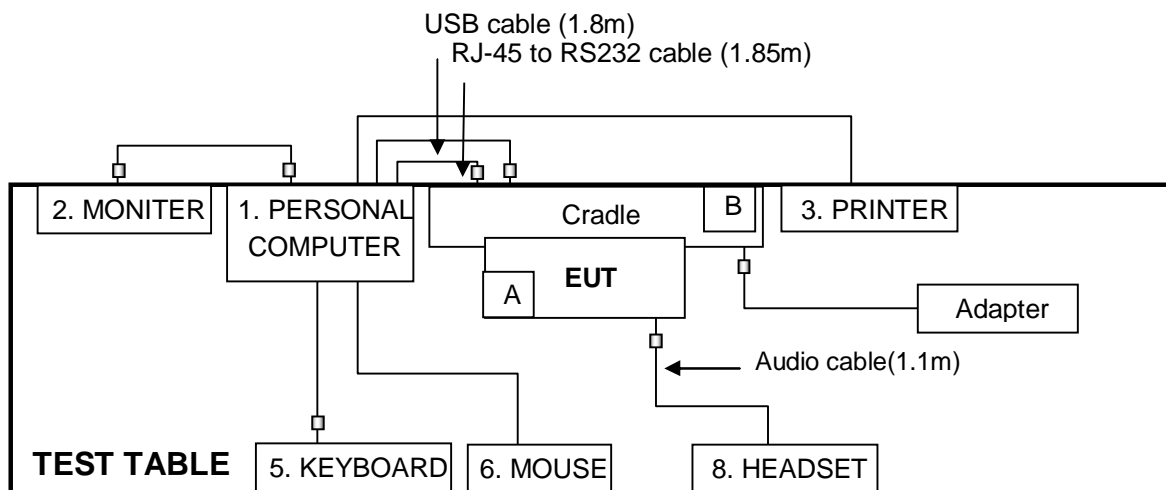 USB cable (1.8m)
RJ-45 to RS232 cable (1.85m)
2. MONITER
1. PERSONAL
COMPUTER
Cradle
B
3. PRINTER
A
EUT
Adapter
Audio cable(1.1m)
TEST TABLE
5. KEYBOARD
6. MOUSE
8. HEADSET